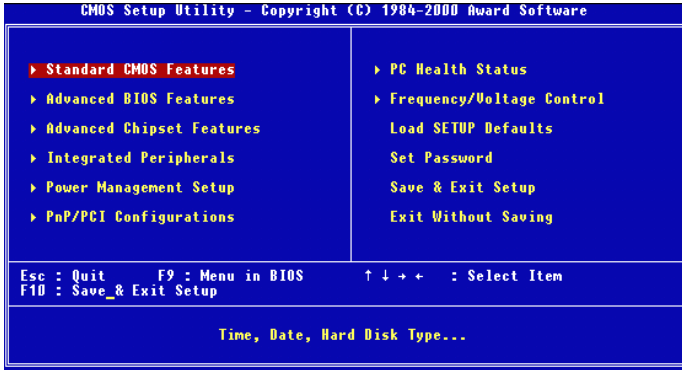 CMOS Setup Utility - Copyright (C) 1984-2000 Award Software
▸ Standard CMOS Features
▸ Advanced BIOS Features
▸ Advanced Chipset Features
▸ Integrated Peripherals
▸ Power Management Setup
▸ PnP/PCI Configurations
▸ PC Health Status
▸ Frequency/Voltage Control
Load SETUP Defaults
Set Password
Save & Exit Setup
Exit Without Saving
Esc : Quit F9 : Menu in BIOS ↑ ↓ → ← : Select Item
F10 : Save & Exit Setup
Time, Date, Hard Disk Type...